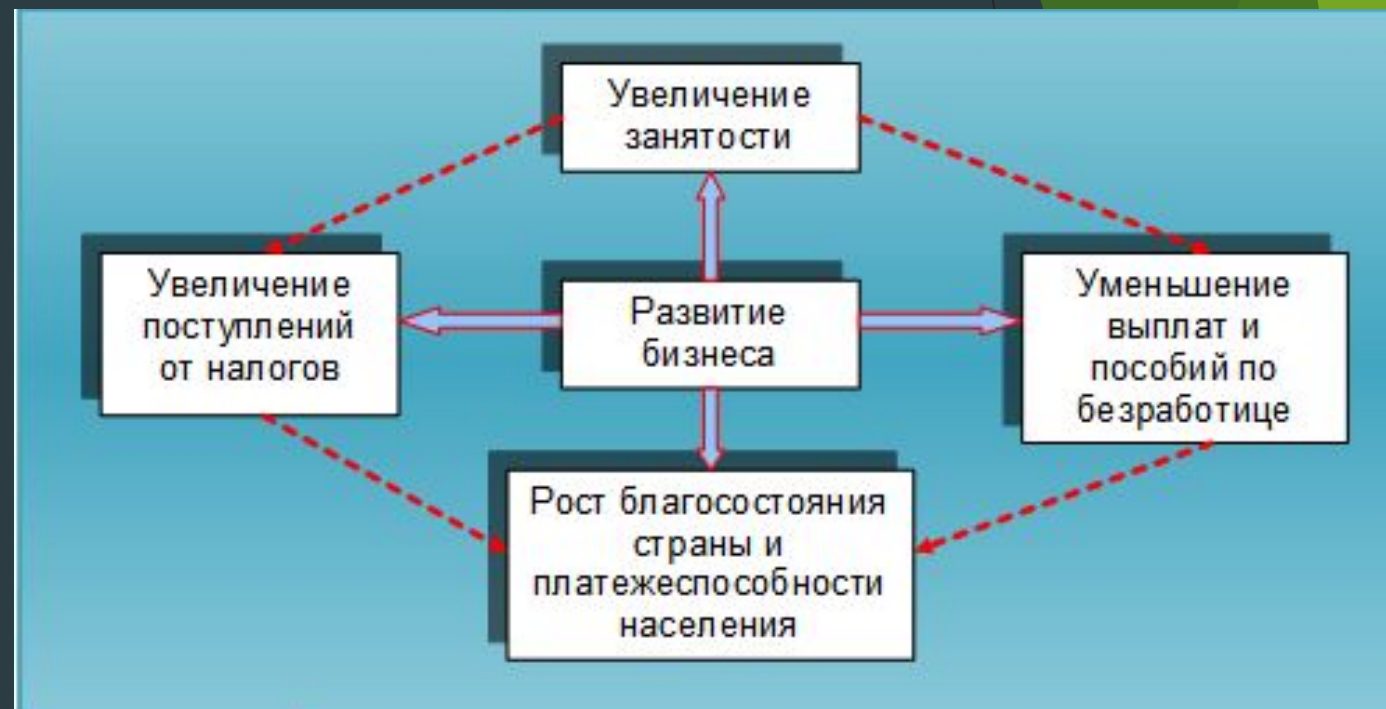 Увеличение
занятости
Увеличение
поступлений
от налогов
Развитие
бизнеса
Уменьшение
выплат и
пособий по
безработице
Рост благосостояния
страны и
платежеспособности
населения